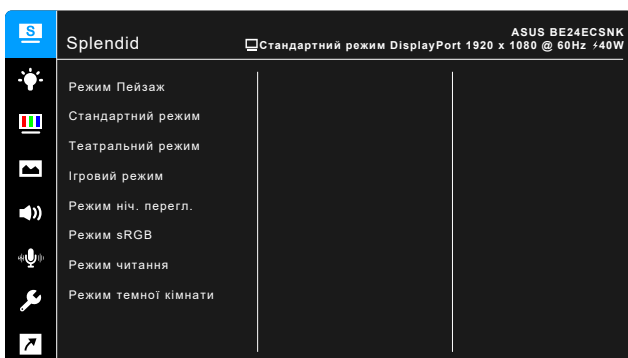 S
Splendid
ASUS BE24ECSNK
Стандартний режим DisplayPort 1920 x 1080 @ 60Hz ⚡40W
Режим Пейзаж
Стандартний режим
Театральний режим
Ігровий режим
Режим ніч. перегл.
Режим sRGB
Режим читання
Режим темної кімнати